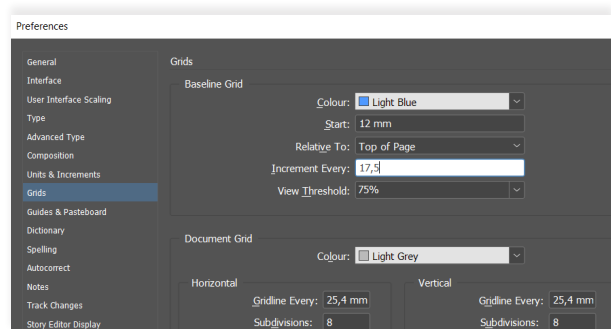 Preferences
General
Interface
User Interface Scaling
Type
Advanced Type
Composition
Units & Increments
Grids
Guides & Pasteboard
Dictionary
Spelling
Autocorrect
Notes
Track Changes
Story Editor Display
Grids
Baseline Grid
Colour: Light Blue
Start: 12 mm
Relative To: Top of Page
Increment Every: 17,5
View Threshold: 75%
Document Grid
Colour: Light Grey
Horizontal
Gridline Every: 25,4 mm
Subdivisions: 8
Vertical
Gridline Every: 25,4 mm
Subdivisions: 8